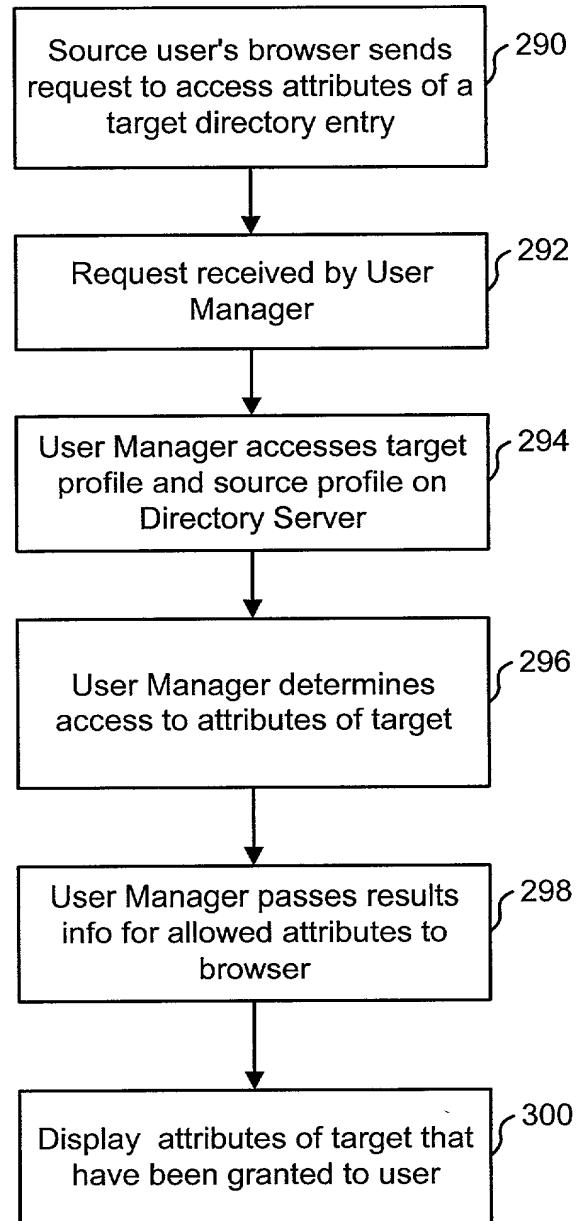 Source user's browser sends
request to access attributes of a
target directory entry
290
Request received by User
Manager
292
User Manager accesses target
profile and source profile on
Directory Server
294
User Manager determines
access to attributes of target
296
User Manager passes results
info for allowed attributes to
browser
298
Display attributes of target that
have been granted to user
300